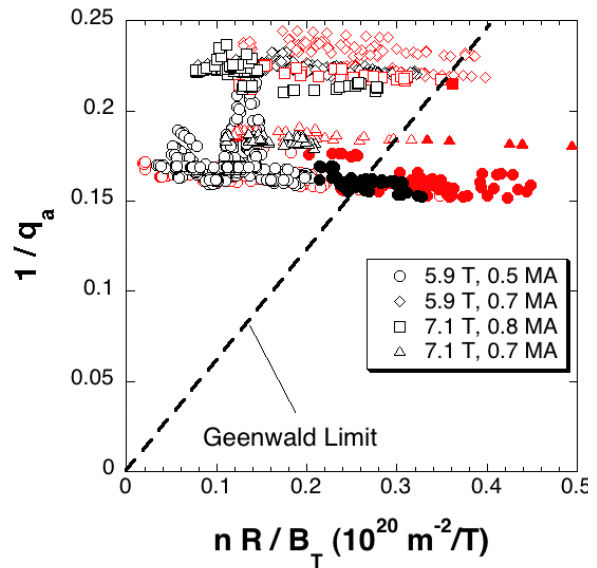 0.25
0.2
0.15
0.1
0.05
0
1 / q_a
5.9 T, 0.5 MA
5.9 T, 0.7 MA
7.1 T, 0.8 MA
7.1 T, 0.7 MA
Geenwald Limit
0 0.1 0.2 0.3 0.4 0.5
n R / B_T (10^20 m^-2/T)